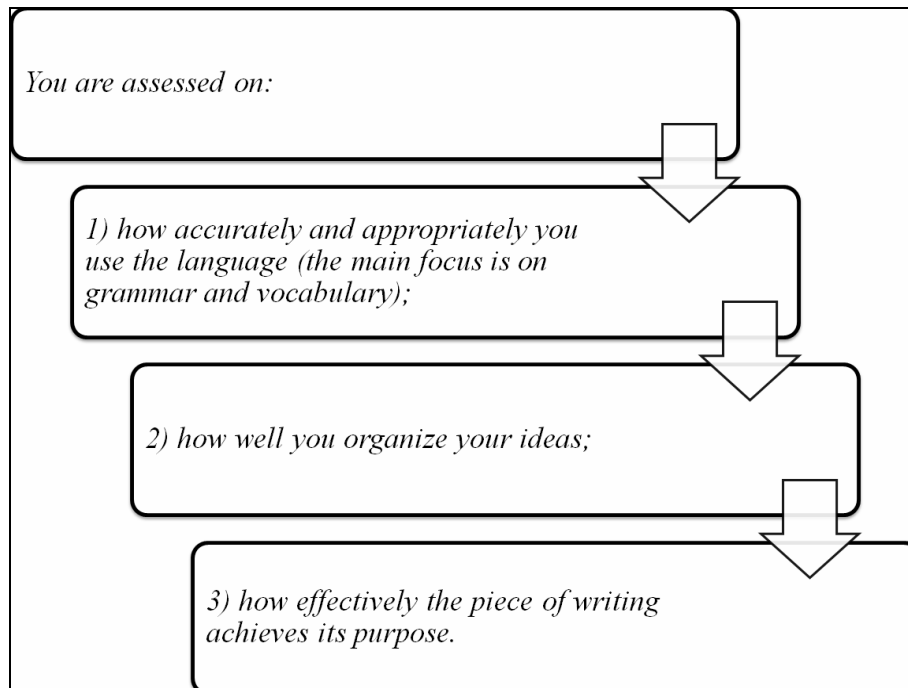 You are assessed on:
1) how accurately and appropriately you
use the language (the main focus is on
grammar and vocabulary);
2) how well you organize your ideas;
3) how effectively the piece of writing
achieves its purpose.